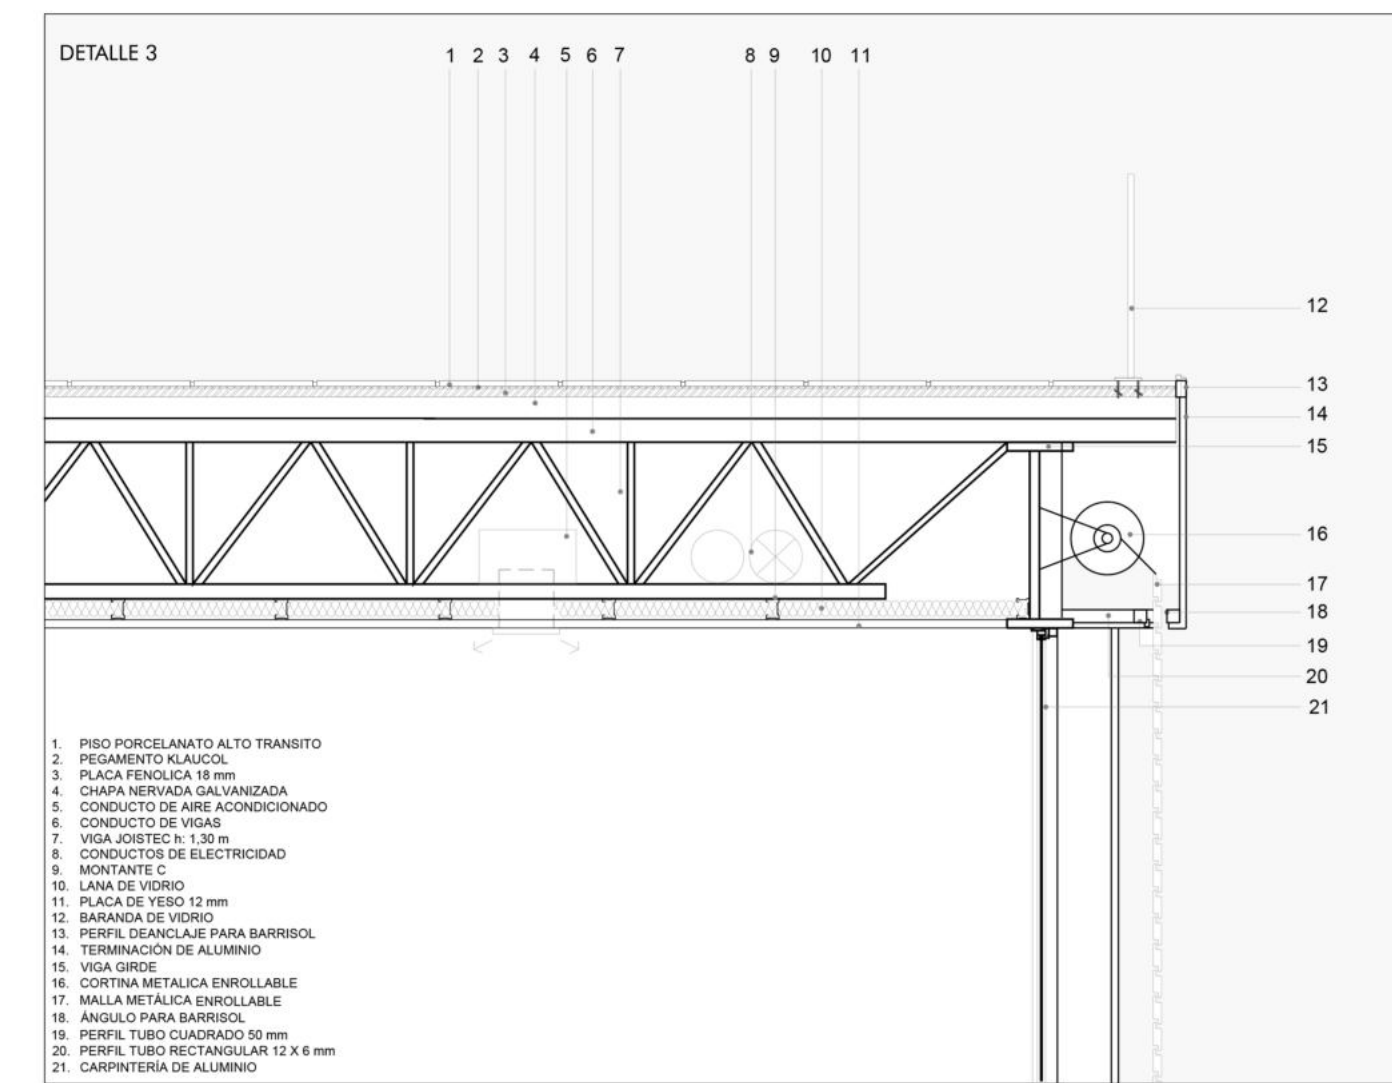 DETALLE 3
1 2 3 4 5 6 7 8 9 10 11
12
13
14
15
16
17
18
19
20
21
1. PISO PORCELANATO ALTO TRANSITO
2. PEGAMENTO KLAUCOL
3. PLACA FENOLICA 18 mm
4. CHAPA NERVADA GALVANIZADA
5. CONDUCTO DE AIRE ACONDICIONADO
6. CONDUCTO DE VIGAS
7. VIGA JOISTEC h: 1,30 m
8. CONDUCTOS DE ELECTRICIDAD
9. MONTANTE C
10. LANA DE VIDRIO
11. PLACA DE YESO 12 mm
12. BARANDA DE VIDRIO
13. PERFIL DEANCLAJE PARA BARRISOL
14. TERMINACIÓN DE ALUMINIO
15. VIGA GIRDE
16. CORTINA METALICA ENROLLABLE
17. MALLA METÁLICA ENROLLABLE
18. ÁNGULO PARA BARRISOL
19. PERFIL TUBO CUADRADO 50 mm
20. PERFIL TUBO RECTANGULAR 12 X 6 mm
21. CARPINTERÍA DE ALUMINIO